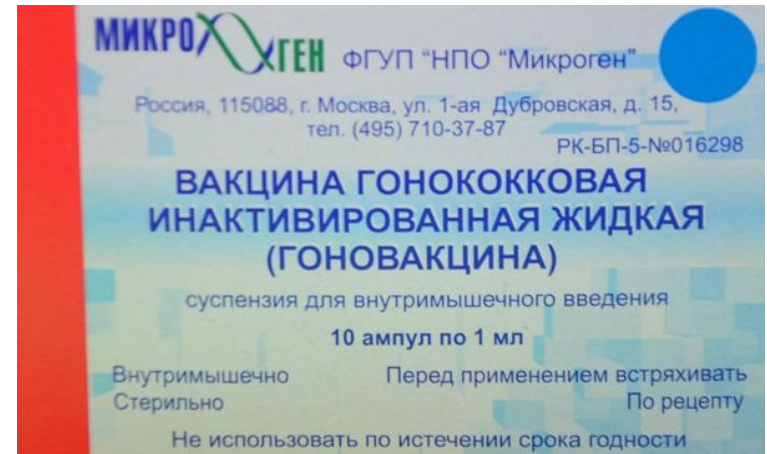 МИКРОГЕН ФГУП “НПО “Микроген”
Россия, 115088, г. Москва, ул. 1-ая Дубровская, д. 15,
тел. (495) 710-37-87
РК-БП-5-№016298
ВАКЦИНА ГОНОКОККОВАЯ
ИНАКТИВИРОВАННАЯ ЖИДКАЯ
(ГОНОВАКЦИНА)
суспензия для внутримышечного введения
10 ампул по 1 мл
Внутримышечно Перед применением встряхивать
Стерильно По рецепту
Не использовать по истечении срока годности